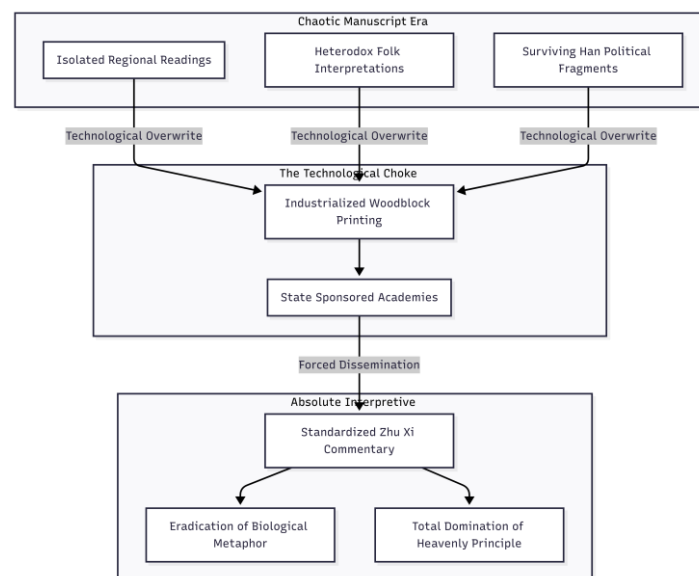 Chaotic Manuscript Era
Isolated Regional Readings
Heterodox Folk
Interpretations
Surviving Han Political
Fragments
Technological Overwrite
Technological Overwrite
Technological Overwrite
The Technological Choke
Industrialized Woodblock
Printing
State Sponsored Academies
Forced Dissemination
Absolute Interpretive
Standardized Zhu Xi
Commentary
Eradication of Biological
Metaphor
Total Domination of
Heavenly Principle